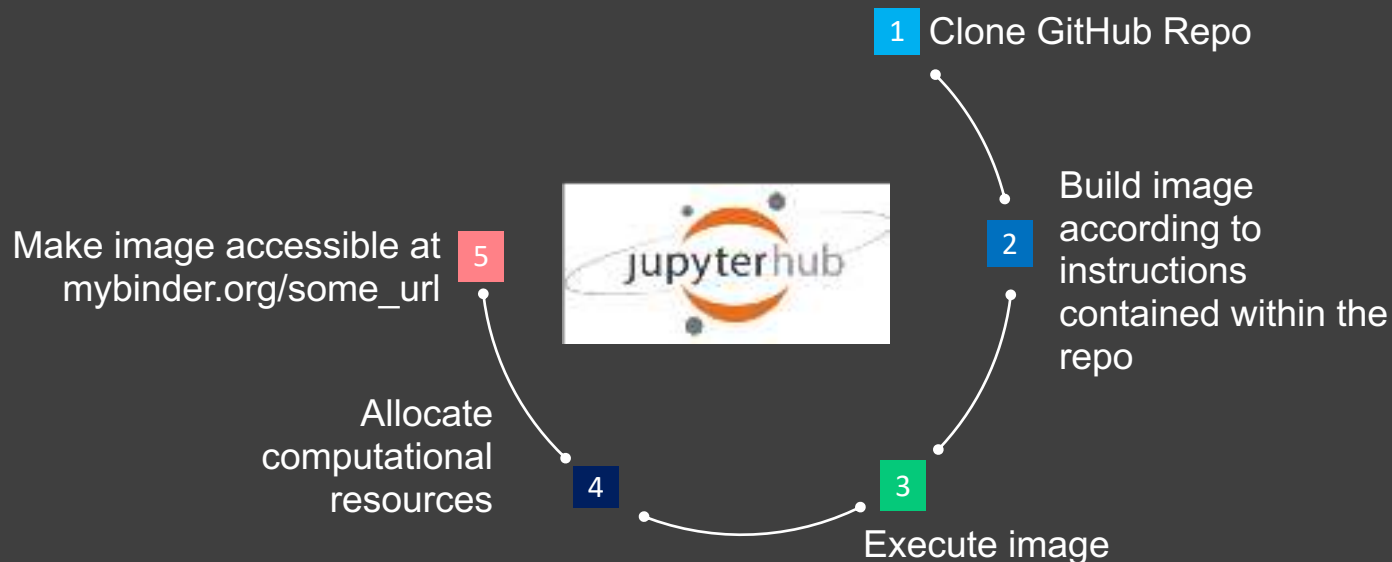 1 Clone GitHub Repo
2 Build image
according to
instructions
contained within the
repo
3
Execute image
4 Allocate
computational
resources
5 Make image accessible at
mybinder.org/some_url
jupyterhub